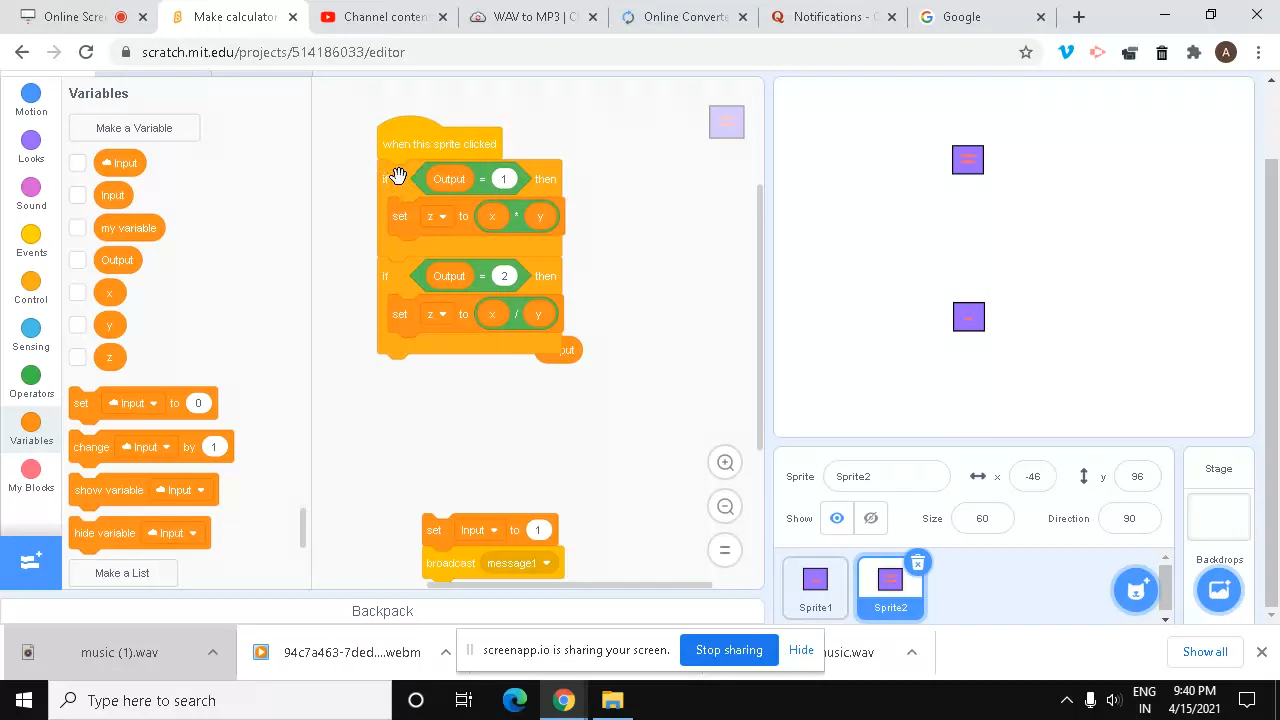 Online Scre
Make calculator
Channel conten
WAV to MP3 | C
Online Convert
Notifications - C
Google
scratch.mit.edu/projects/514186033/editor
A
Motion
Looks
Sound
Events
Control
Sensing
Operators
Variables
My Blocks
Variables
Make a Variable
Input
Input
my variable
Output
x
y
z
set Input to 0
change Input by 1
show variable Input
hide variable Input
Make a List
when this sprite clicked
if Output = 1 then
set z to x * y
if Output = 2 then
set z to x / y
put
set Input to 1
broadcast message1
Sprite Sprite2 x -46 y 96
Show Size 60 Direction 90
Sprite1
Sprite2
Stage
Backdrops
Backpack
music (1).wav
94c7a463-7ded....webm
screenapp.io is sharing your screen.
Stop sharing
Hide
music.wav
Show all
Type here to search
ENG
IN
9:40 PM
4/15/2021